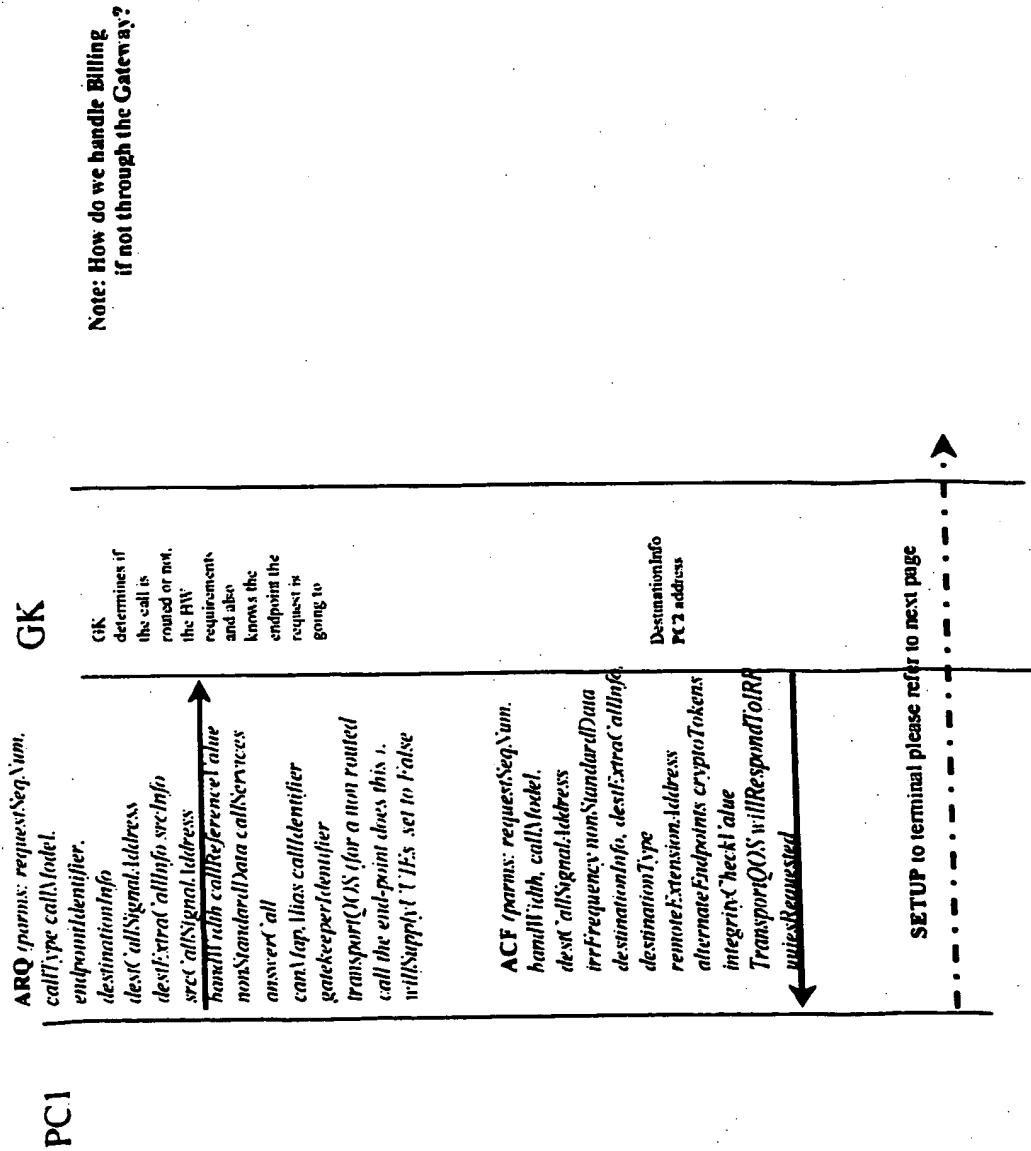 PC1
GK
Note: How do we handle Billing
if not through the Gateway?
ARQ (parms: requestSeqNum,
callType callModel.
endpointIdentifier.
destinationInfo
destCallSignalAddress
destExtraCallInfo srcInfo
srcCallSignalAddress
bandWidth callReferenceValue
nonStandardData callServices
answerCall
canMapAlias callIdentifier
gatekeeperIdentifier
transportQOS (for a non routed
call the end-point does this ).
willSupplyUUIEs set to False
GK
determines if
the call is
routed or not,
the BW
requirements
and also
knows the
endpoint the
request is
going to
ACF (parms: requestSeqNum.
bandWidth, callModel.
destCallSignalAddress
irrFrequency nonStandardData
destinationInfo, destExtraCallInfo,
destinationType
remoteExtensionAddress
alternateEndpoints cryptoTokens
integrityCheckValue
TransportQOS willRespondToIRR
uuiesRequested
DestinationInfo
PC2 address
SETUP to terminal please refer to next page